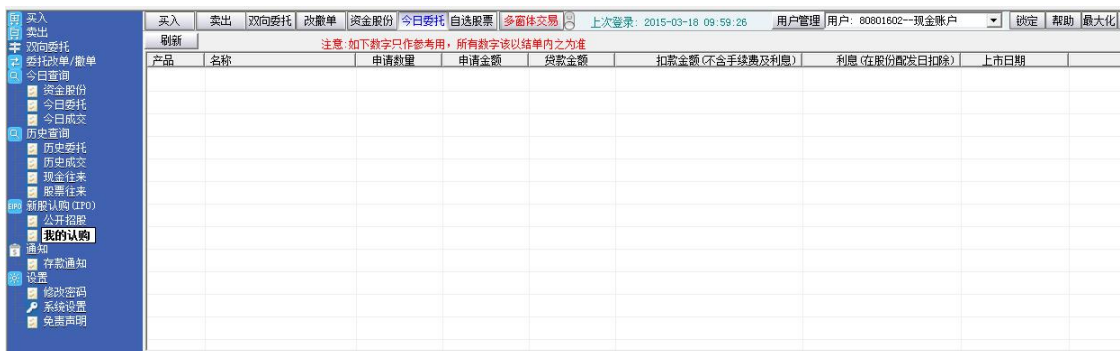 买入 卖出 双向委托 改撤单 资金股份 今日委托 自选股票 多窗体交易 上次登录: 2015-03-18 09:59:26 用户管理 用户: 80801602--现金账户 锁定 帮助 最大化
刷新 注意:如下数字只作参考用，所有数字该以结单内之为准
产品 名称 申请数量 申请金额 贷款金额 扣款金额(不含手续费及利息) 利息(在股份配发日扣除) 上市日期
买入
卖出
双向委托
委托改单/撤单
今日查询
资金股份
今日委托
今日成交
历史查询
历史委托
历史成交
现金往来
股票往来
EIPO 新股认购(IPO)
公开招股
我的认购
通知
存款通知
设置
修改密码
系统设置
免责声明